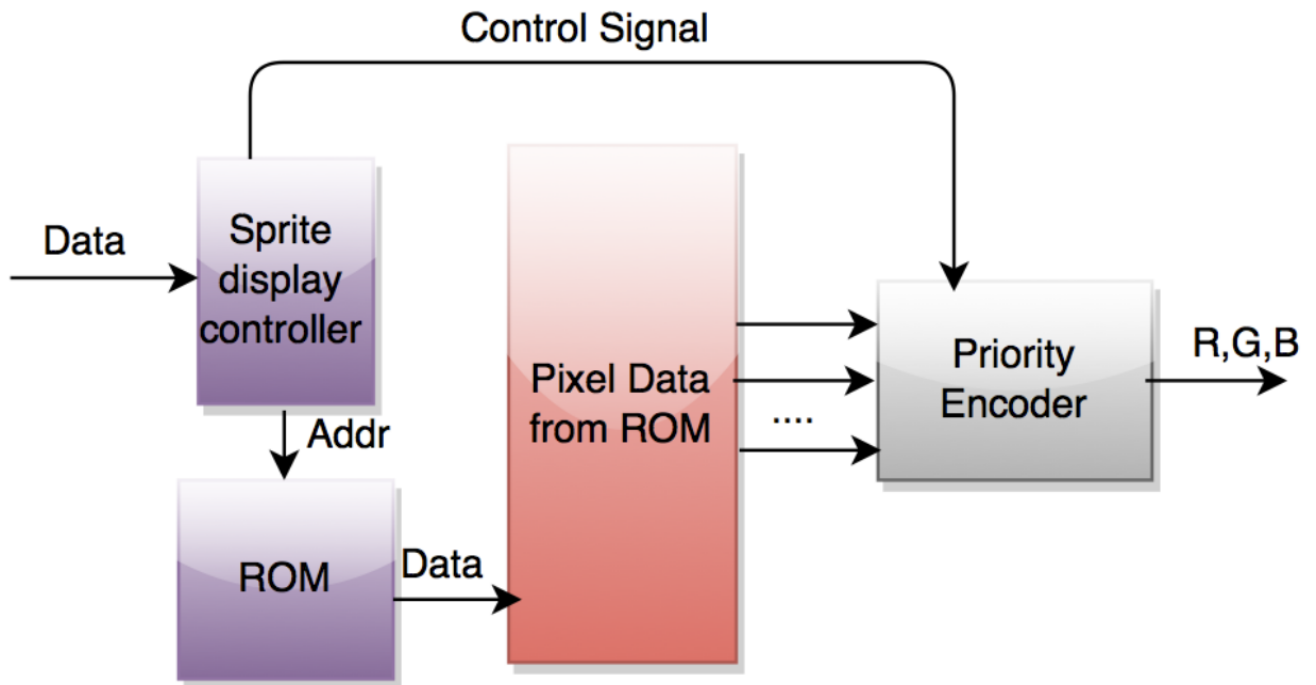 Control Signal
Data
Sprite
display
controller
Addr
ROM
Data
Pixel Data
from ROM
....
Priority
Encoder
R,G,B